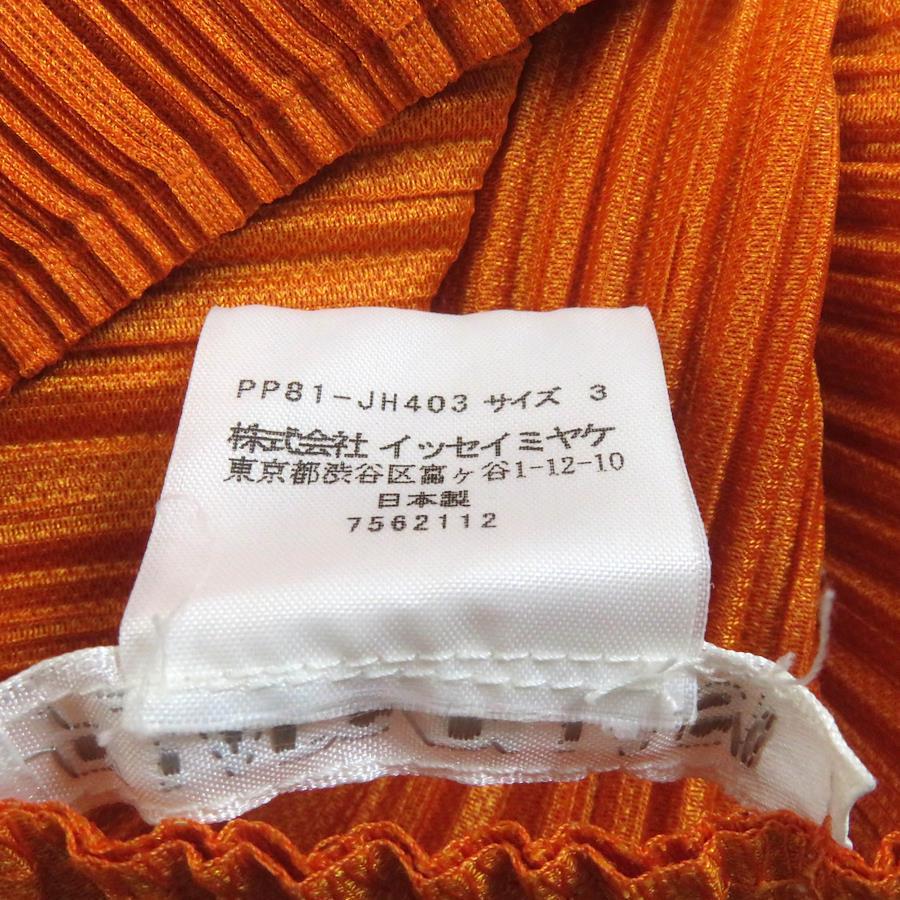 PP81-JH403 サイズ 3
株式会社 イッセイミヤケ
東京都渋谷区富ヶ谷1-12-10
日本製
7562112